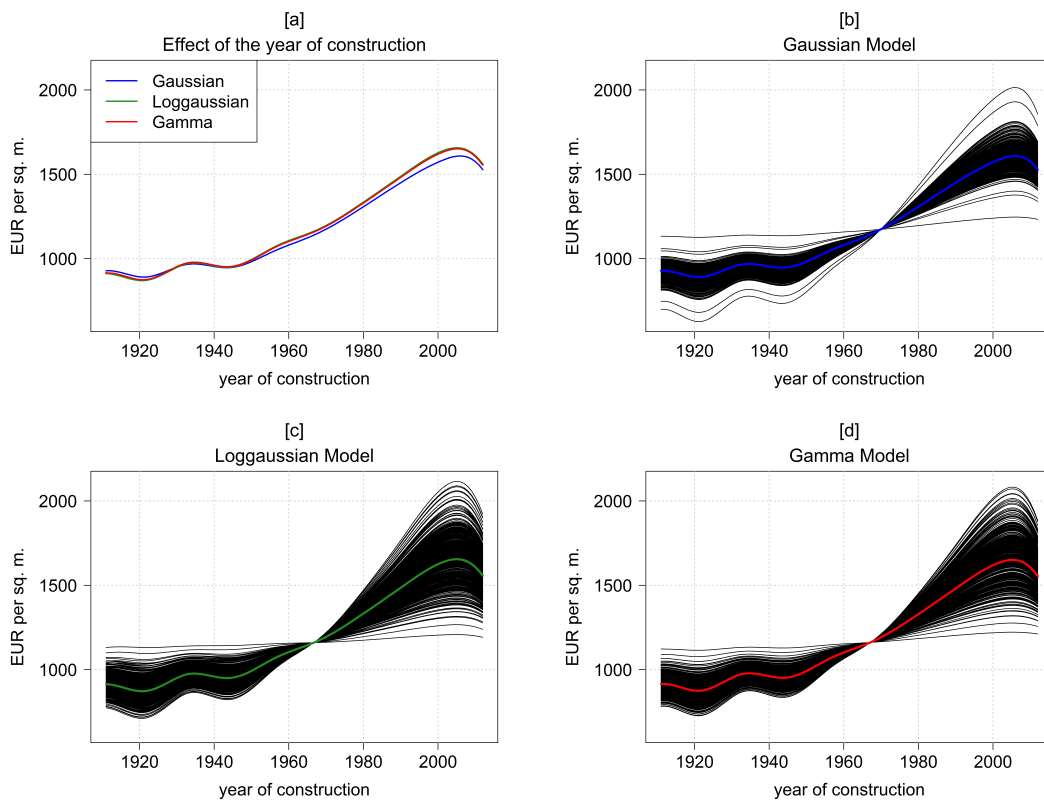 [a]
Effect of the year of construction
Gaussian
Loggaussian
Gamma
EUR per sq. m.
2000
1500
1000
1920 1940 1960 1980 2000
year of construction
[b]
Gaussian Model
EUR per sq. m.
2000
1500
1000
1920 1940 1960 1980 2000
year of construction
[c]
Loggaussian Model
EUR per sq. m.
2000
1500
1000
1920 1940 1960 1980 2000
year of construction
[d]
Gamma Model
EUR per sq. m.
2000
1500
1000
1920 1940 1960 1980 2000
year of construction